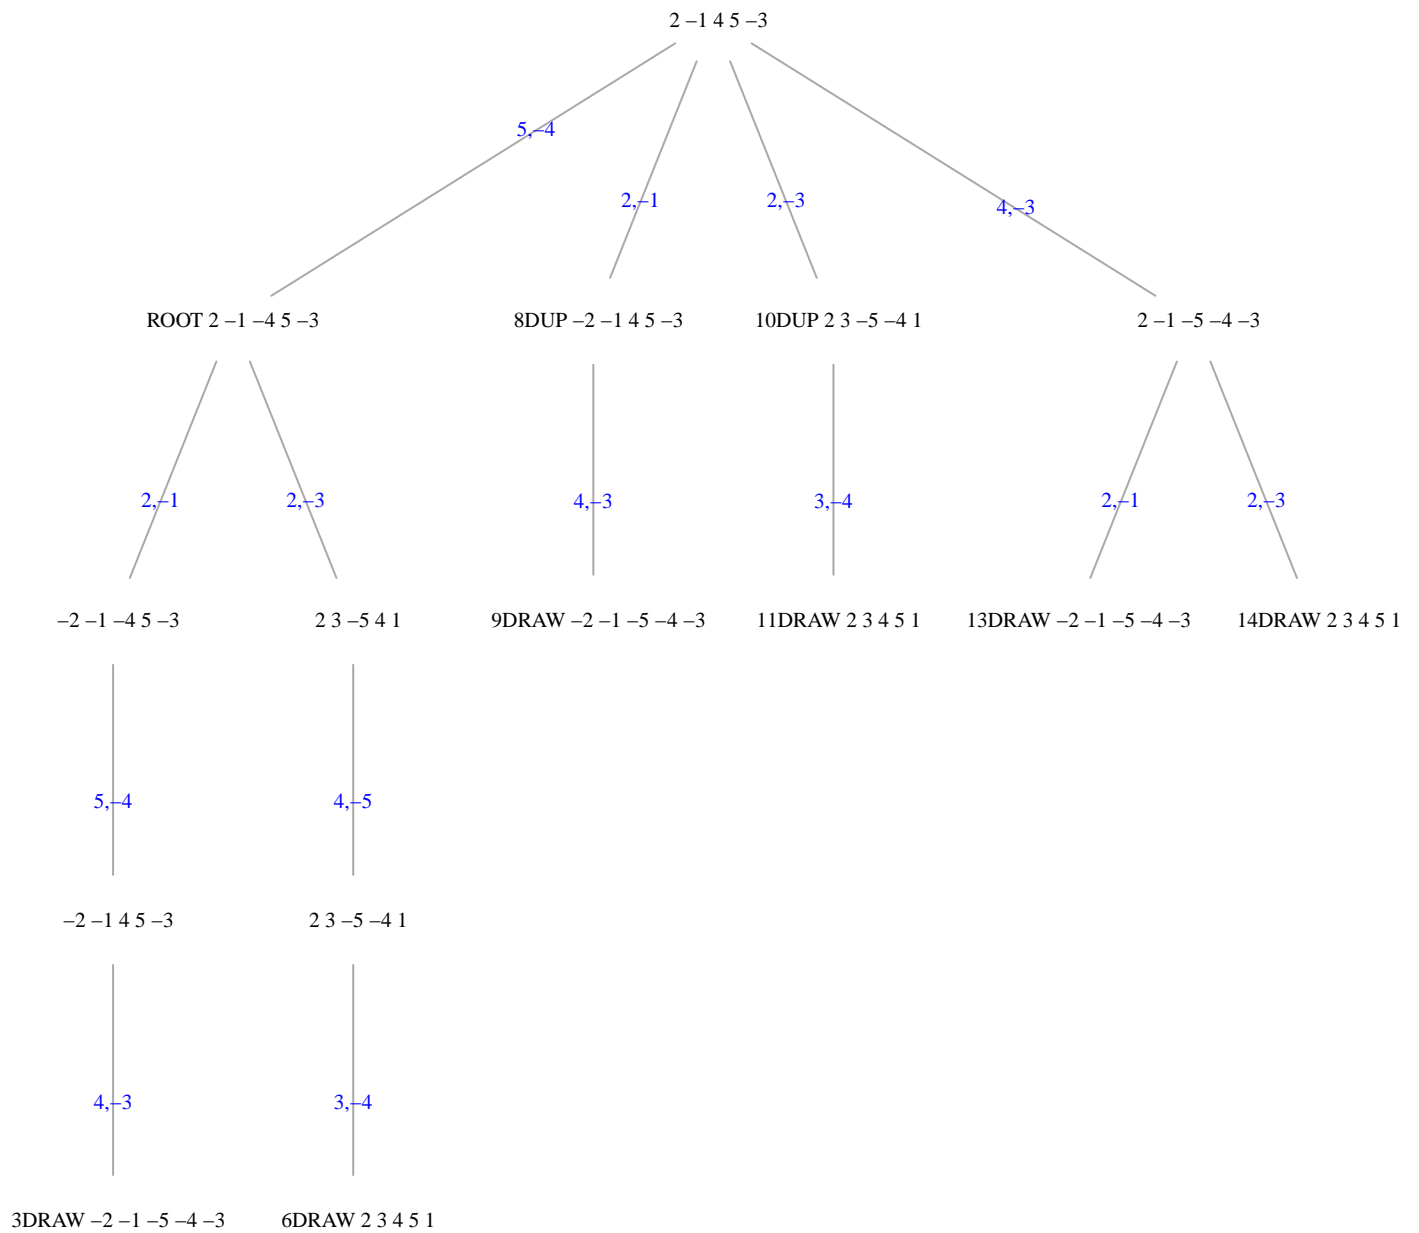 2 –1 4 5 –3
5,–4
2,–1
2,–3
4,–3
ROOT 2 –1 –4 5 –3
8DUP –2 –1 4 5 –3
10DUP 2 3 –5 –4 1
2 –1 –5 –4 –3
2,–1
2,–3
4,–3
3,–4
2,–1
2,–3
–2 –1 –4 5 –3
2 3 –5 4 1
9DRAW –2 –1 –5 –4 –3
11DRAW 2 3 4 5 1
13DRAW –2 –1 –5 –4 –3
14DRAW 2 3 4 5 1
5,–4
4,–5
–2 –1 4 5 –3
2 3 –5 –4 1
4,–3
3,–4
3DRAW –2 –1 –5 –4 –3
6DRAW 2 3 4 5 1